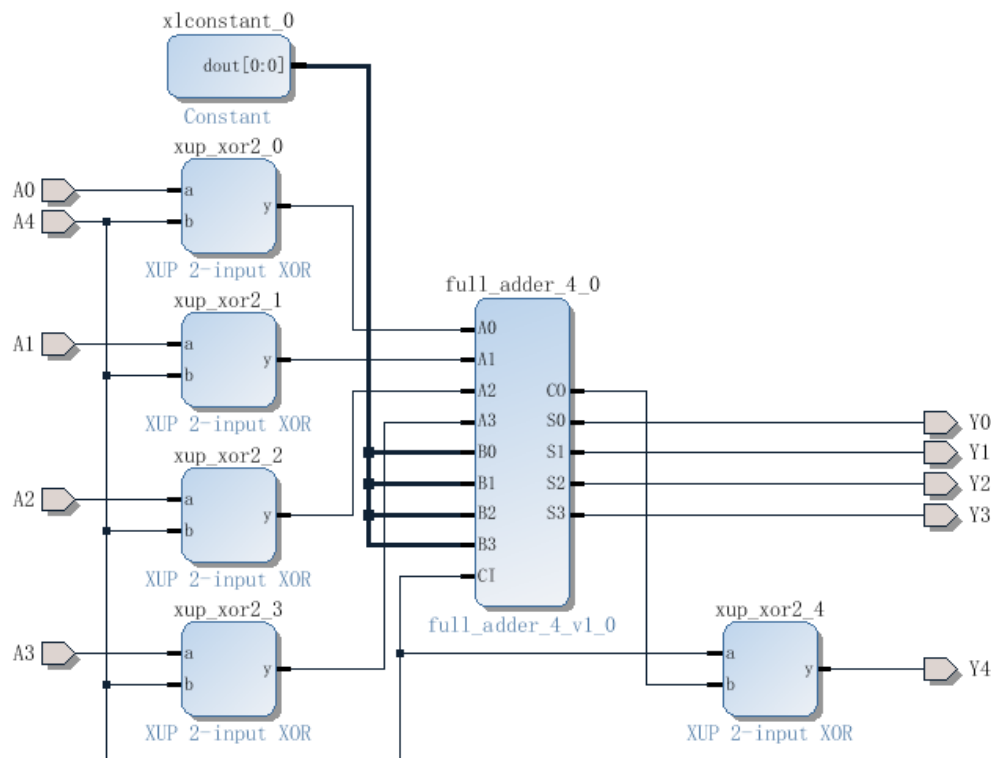 xlconstant_0
dout[0:0]
Constant
xup_xor2_0
A0
a
y
A4
b
XUP 2-input XOR
xup_xor2_1
A1
a
y
b
XUP 2-input XOR
xup_xor2_2
A2
a
y
b
XUP 2-input XOR
xup_xor2_3
A3
a
y
b
XUP 2-input XOR
full_adder_4_0
A0
A1
A2
A3
B0
B1
B2
B3
CI
CO
S0
S1
S2
S3
full_adder_4_v1_0
Y0
Y1
Y2
Y3
xup_xor2_4
a
y
b
Y4
XUP 2-input XOR